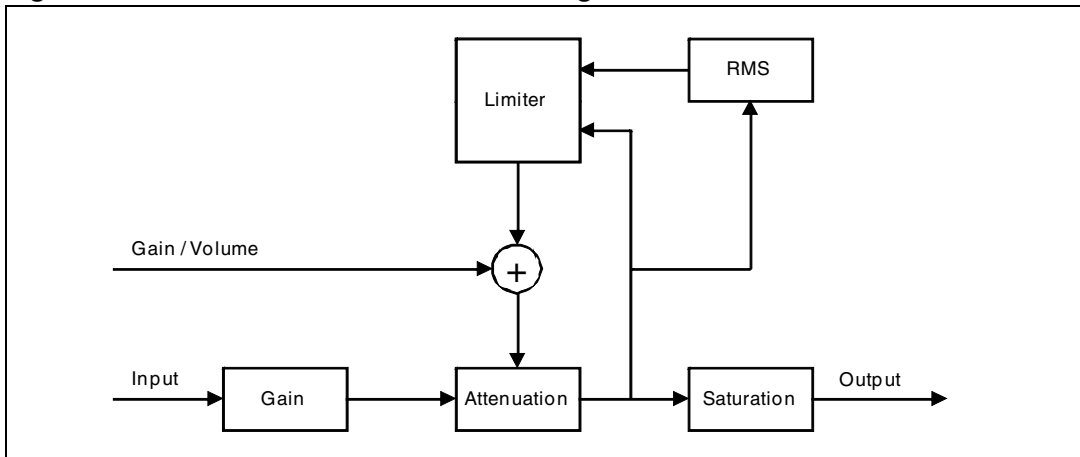 RMS
Limiter
Gain / Volume
+
Input
Gain
Attenuation
Saturation
Output